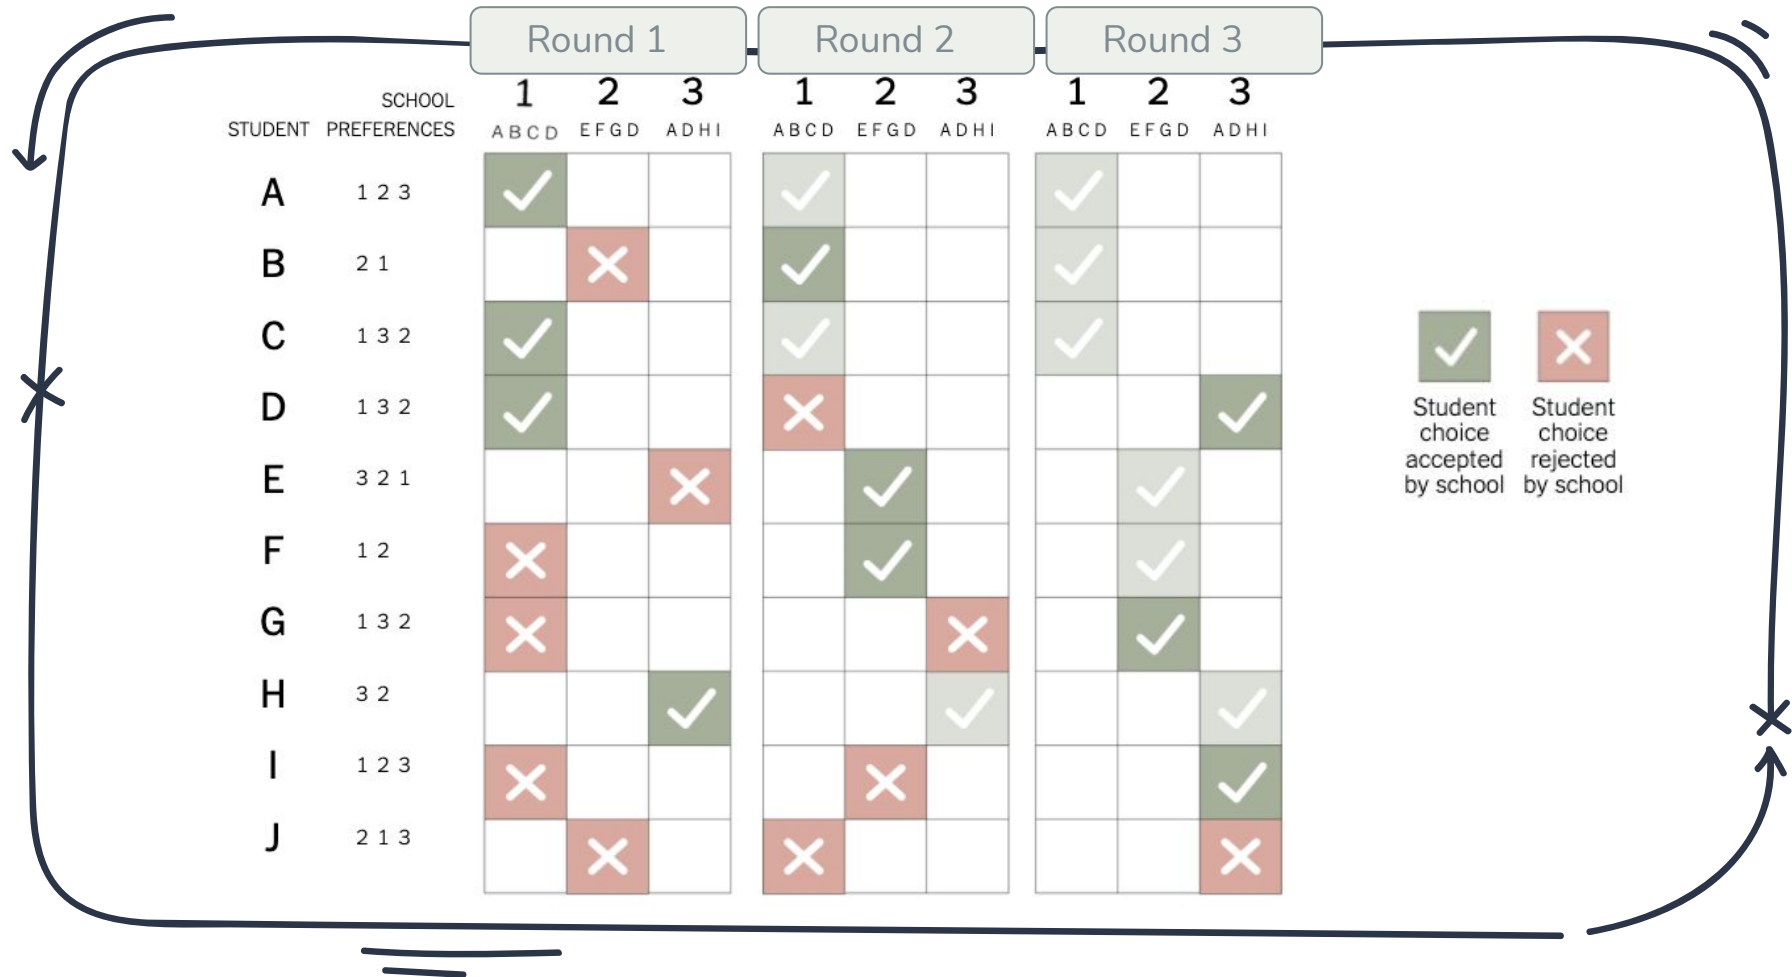 Round 1 Round 2 Round 3
SCHOOL 1 2 3 1 2 3 1 2 3
STUDENT PREFERENCES A B C D E F G D A D H I A B C D E F G D A D H I A B C D E F G D A D H I
A 1 2 3
B 2 1
C 1 3 2
D 1 3 2
E 3 2 1
F 1 2
G 1 3 2
H 3 2
I 1 2 3
J 2 1 3
Student choice accepted by school
Student choice rejected by school